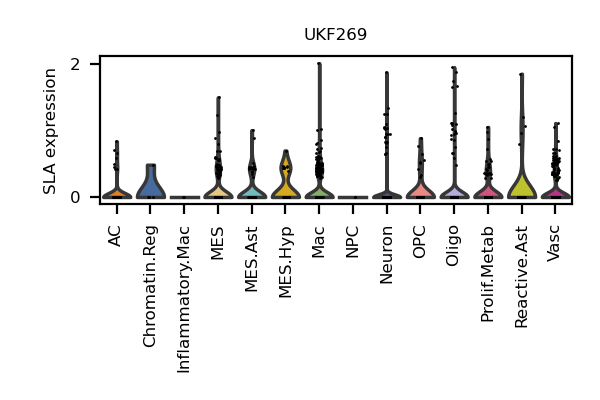 UKF269
SLA expression
2
0
AC
Chromatin.Reg
Inflammatory.Mac
MES
MES.Ast
MES.Hyp
Mac
NPC
Neuron
OPC
Oligo
Prolif.Metab
Reactive.Ast
Vasc